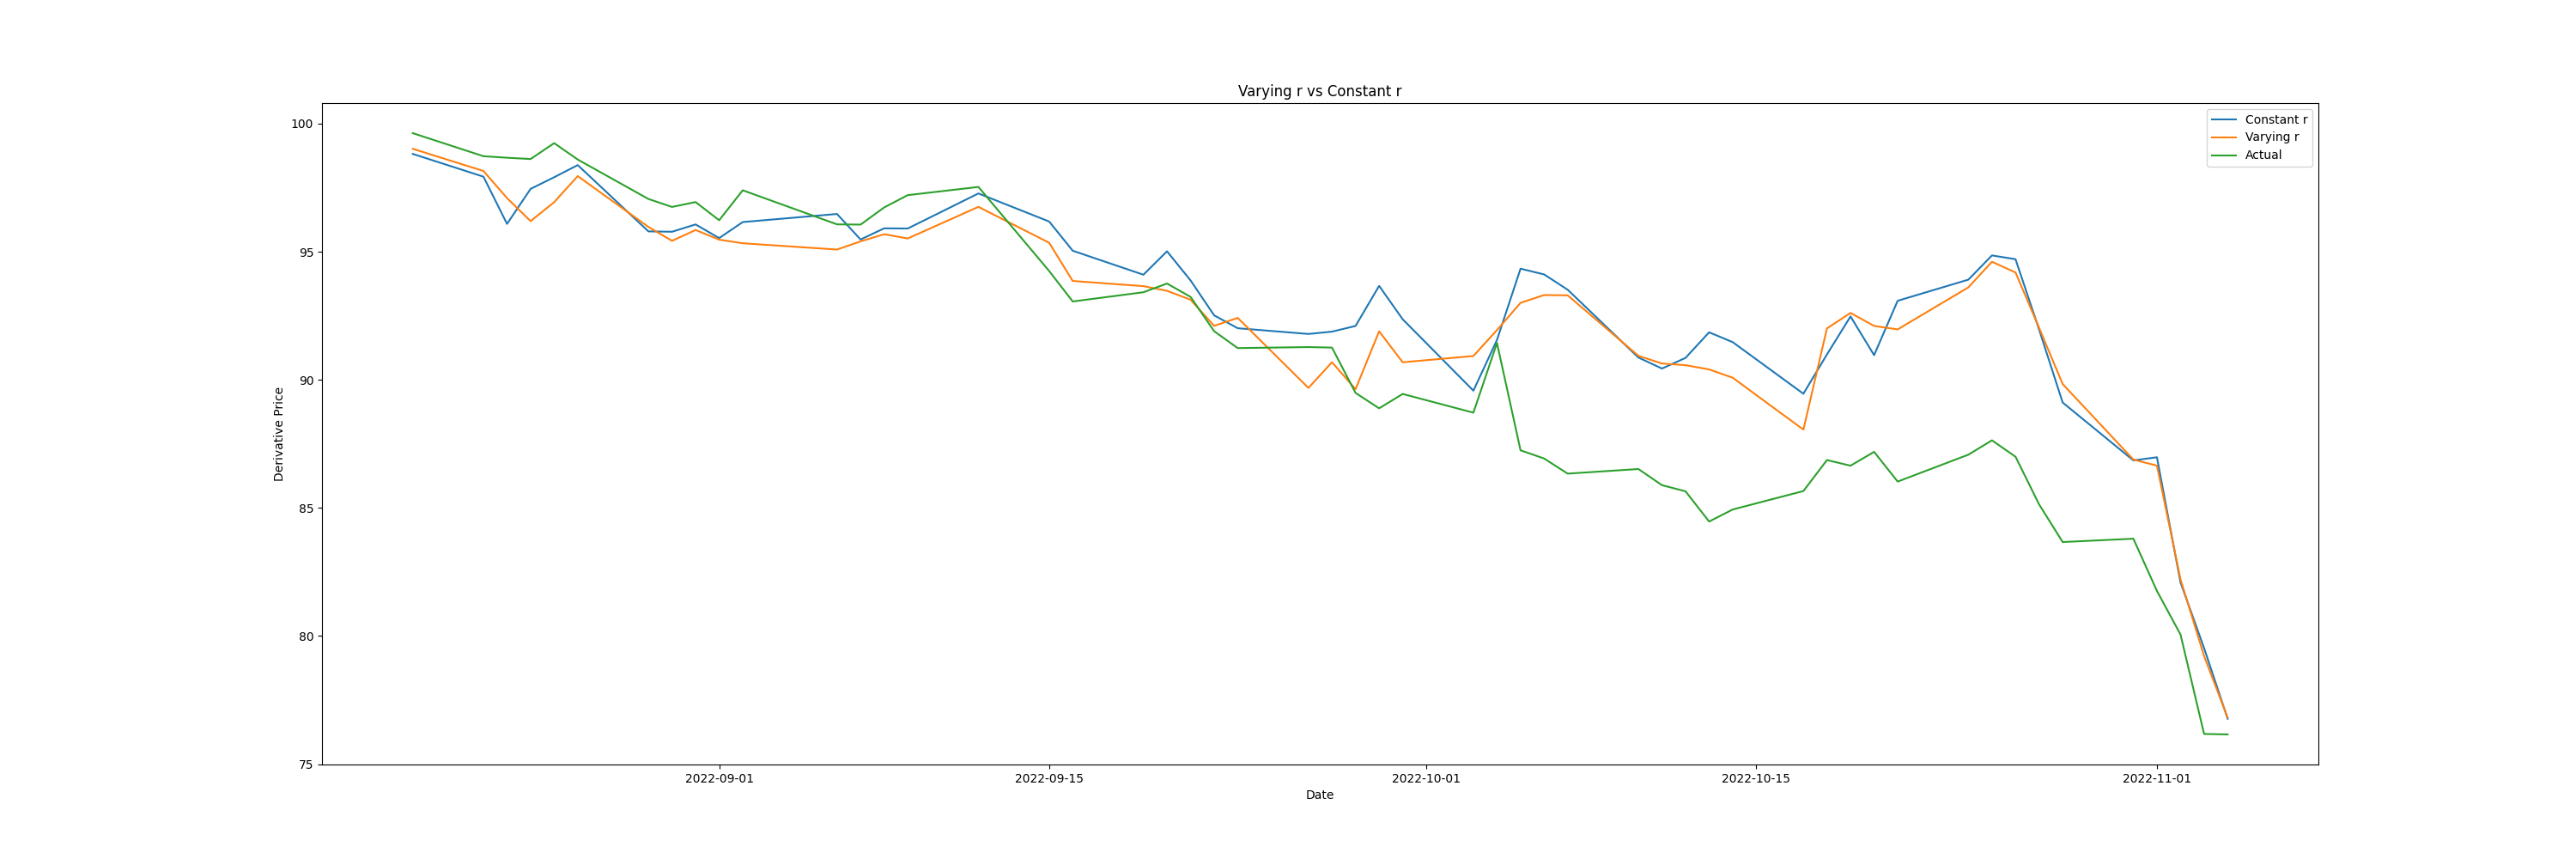 Varying r vs Constant r
Constant r
Varying r
Actual
100
95
90
85
80
75
Derivative Price
2022-09-01
2022-09-15
2022-10-01
2022-10-15
2022-11-01
Date